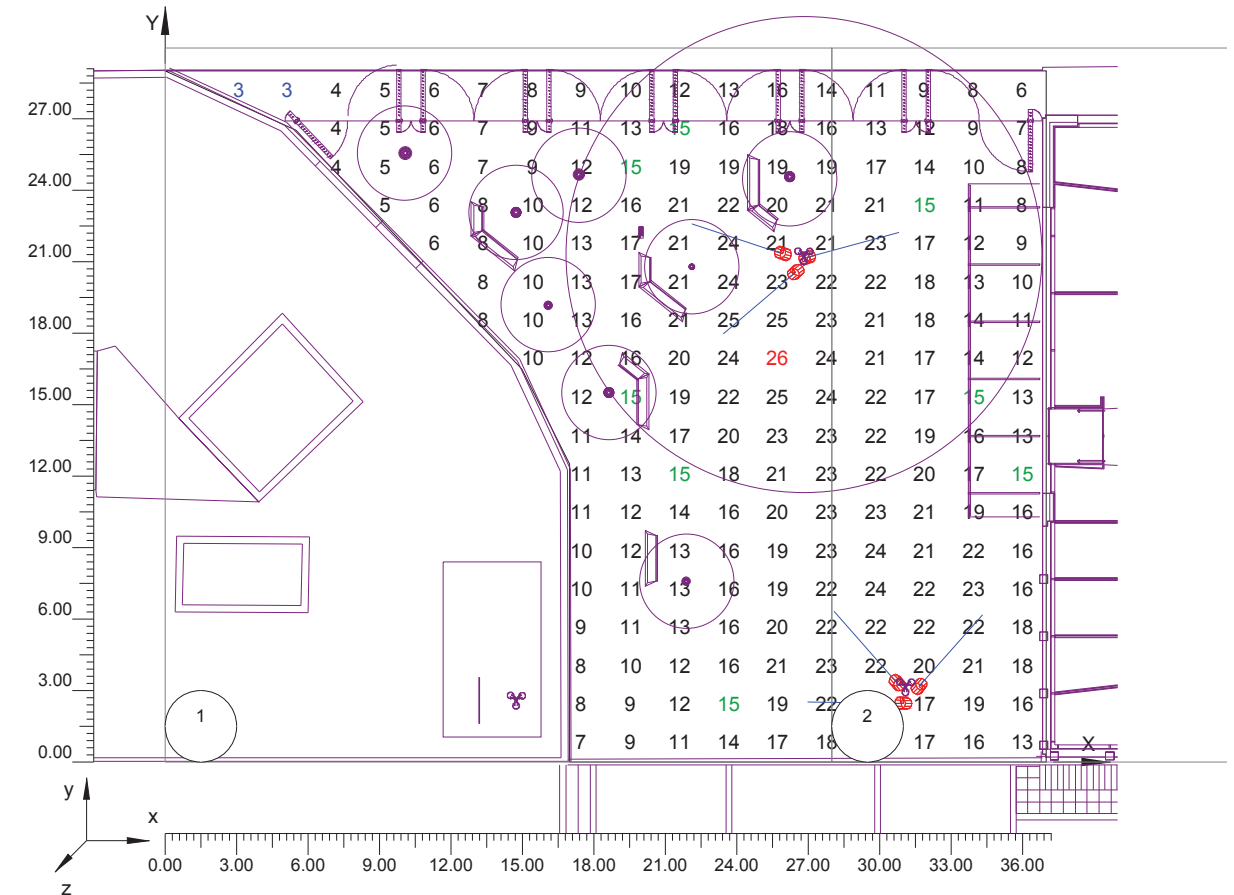 Y
3 3 4 5 6 7 8 9 10 12 13 16 14 11 9 8 6
27.00
4 5 6 7 9 11 13 15 16 18 16 13 12 9 7
4 5 6 7 9 12 15 19 19 19 19 17 14 10 8
24.00
5 6 8 10 12 16 21 22 20 21 21 15 11 8
6 8 10 13 17 21 24 21 21 23 17 12 9
21.00
8 10 13 17 21 24 23 22 22 18 13 10
8 10 13 16 21 25 25 23 21 18 14 11
18.00
10 12 16 20 24 26 24 21 17 14 12
12 15 19 22 25 24 22 17 15 13
15.00
11 14 17 20 23 23 22 19 16 13
11 13 15 18 21 23 22 20 17 15
12.00
11 12 14 16 20 23 23 21 19 16
10 12 13 16 19 23 24 21 22 16
9.00
10 11 13 16 19 22 24 22 23 16
6.00
9 11 13 16 20 22 22 22 22 18
8 10 12 16 21 23 22 20 21 18
3.00
8 9 12 15 19 22 17 19 16
1 2
7 9 11 14 17 18 17 16 13
0.00
X
y
x
z
0.00 3.00 6.00 9.00 12.00 15.00 18.00 21.00 24.00 27.00 30.00 33.00 36.00